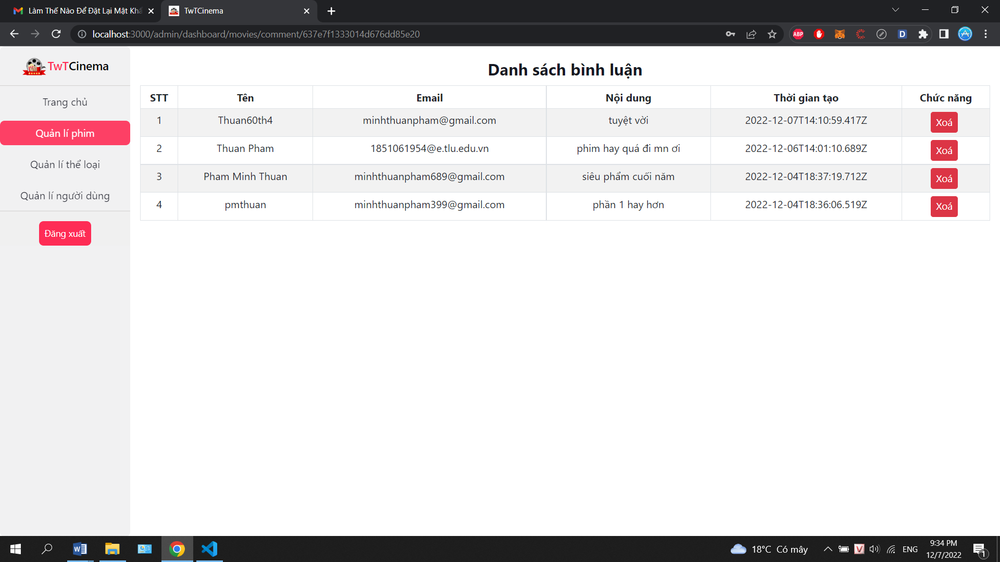 Làm Thế Nào Để Đặt Lại Mật Khẩ
TwTCinema
localhost:3000/admin/dashboard/movies/comment/637e7f1333014d676dd85e20
ABP
D
TwTCinema
Trang chủ
Quản lí phim
Quản lí thể loại
Quản lí người dùng
Đăng xuất
Danh sách bình luận
STT Tên Email Nội dung Thời gian tạo Chức năng
1 Thuan60th4 minhthuanpham@gmail.com tuyệt vời 2022-12-07T14:10:59.417Z Xoá
2 Thuan Pham 1851061954@e.tlu.edu.vn phim hay quá đi mn ơi 2022-12-06T14:01:10.689Z Xoá
3 Pham Minh Thuan minhthuanpham689@gmail.com siêu phẩm cuối năm 2022-12-04T18:37:19.712Z Xoá
4 pmthuan minhthuanpham399@gmail.com phần 1 hay hơn 2022-12-04T18:36:06.519Z Xoá
18°C Có mây
V
ENG
9:34 PM
12/7/2022
1